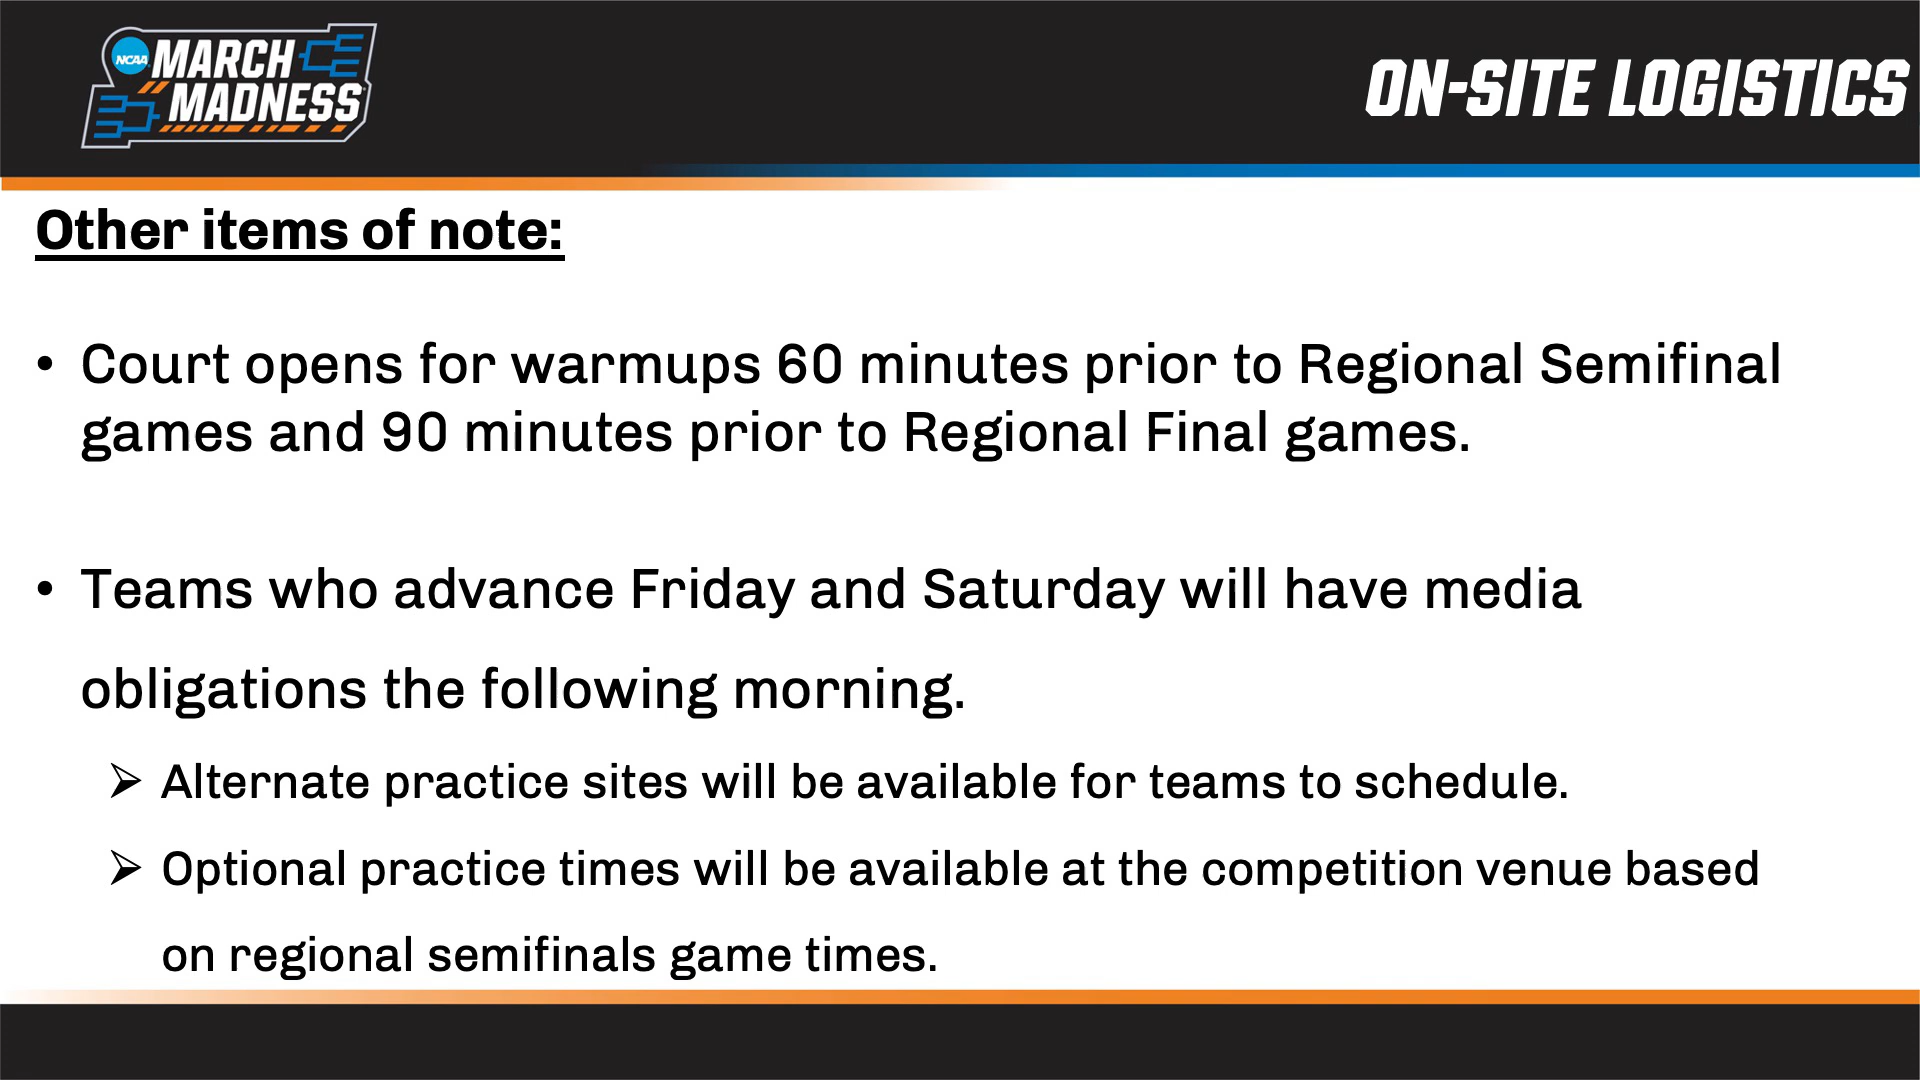 NCAA MARCH
MADNESS
ON-SITE LOGISTICS
Other items of note:
• Court opens for warmups 60 minutes prior to Regional Semifinal
games and 90 minutes prior to Regional Final games.
• Teams who advance Friday and Saturday will have media
obligations the following morning.
➢ Alternate practice sites will be available for teams to schedule.
➢ Optional practice times will be available at the competition venue based
on regional semifinals game times.